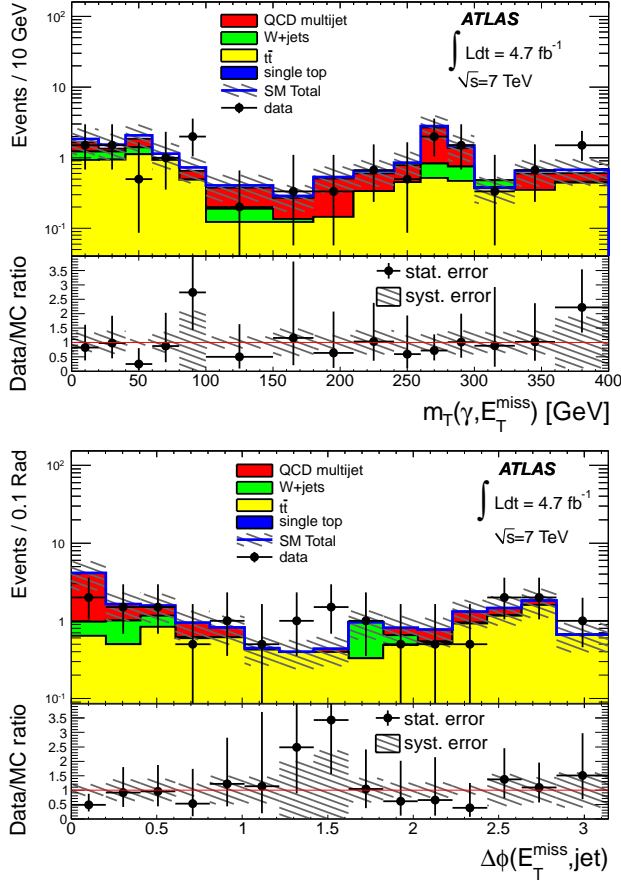 Events / 10 GeV
10²
10
1
10⁻¹
QCD multijet
W+jets
tt̄
single top
SM Total
data
ATLAS
∫ Ldt = 4.7 fb⁻¹
√s=7 TeV
Data/MC ratio
3.5
3
2.5
2
1.5
1
0.5
0
stat. error
syst. error
0 50 100 150 200 250 300 350 400
m_T(γ,E_T^miss) [GeV]
Events / 0.1 Rad
10²
10
1
10⁻¹
QCD multijet
W+jets
tt̄
single top
SM Total
data
ATLAS
∫ Ldt = 4.7 fb⁻¹
√s=7 TeV
Data/MC ratio
3.5
3
2.5
2
1.5
1
0.5
0
stat. error
syst. error
0 0.5 1 1.5 2 2.5 3
Δϕ(E_T^miss,jet)